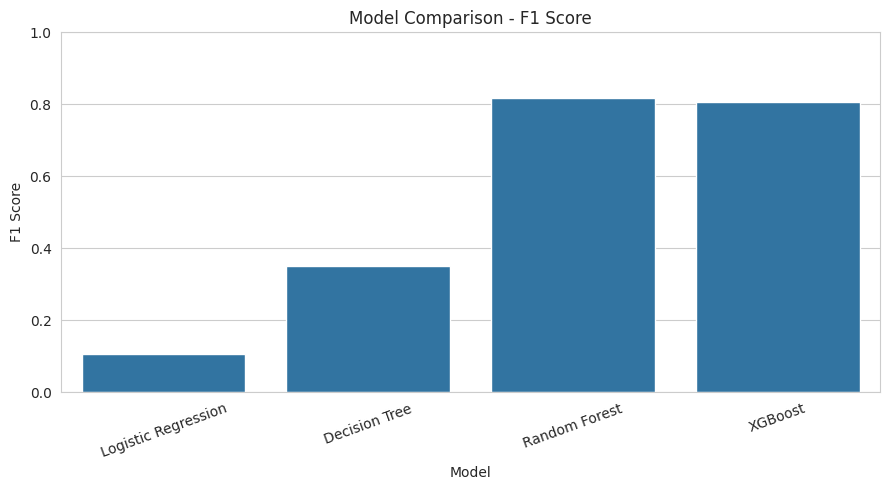 Model Comparison - F1 Score
1.0
0.8
0.6
0.4
0.2
0.0
F1 Score
Logistic Regression
Decision Tree
Random Forest
XGBoost
Model